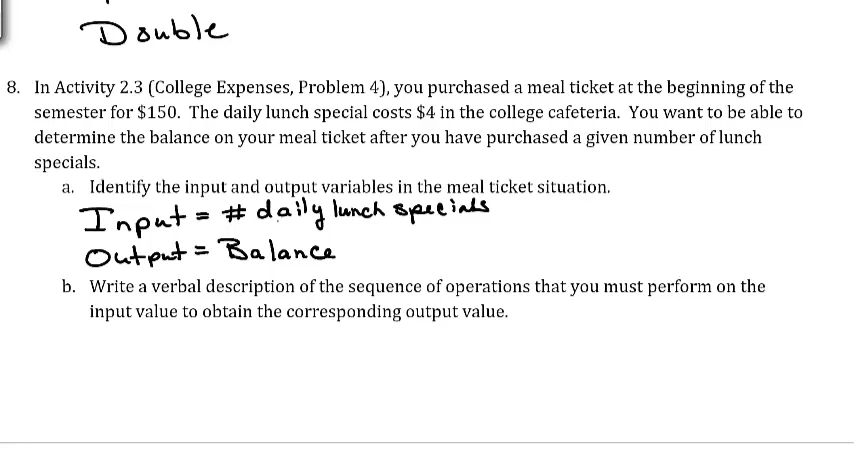 Double
8. In Activity 2.3 (College Expenses, Problem 4), you purchased a meal ticket at the beginning of the
semester for $150. The daily lunch special costs $4 in the college cafeteria. You want to be able to
determine the balance on your meal ticket after you have purchased a given number of lunch
specials.
a. Identify the input and output variables in the meal ticket situation.
Input = # daily lunch specials
Output = Balance
b. Write a verbal description of the sequence of operations that you must perform on the
input value to obtain the corresponding output value.